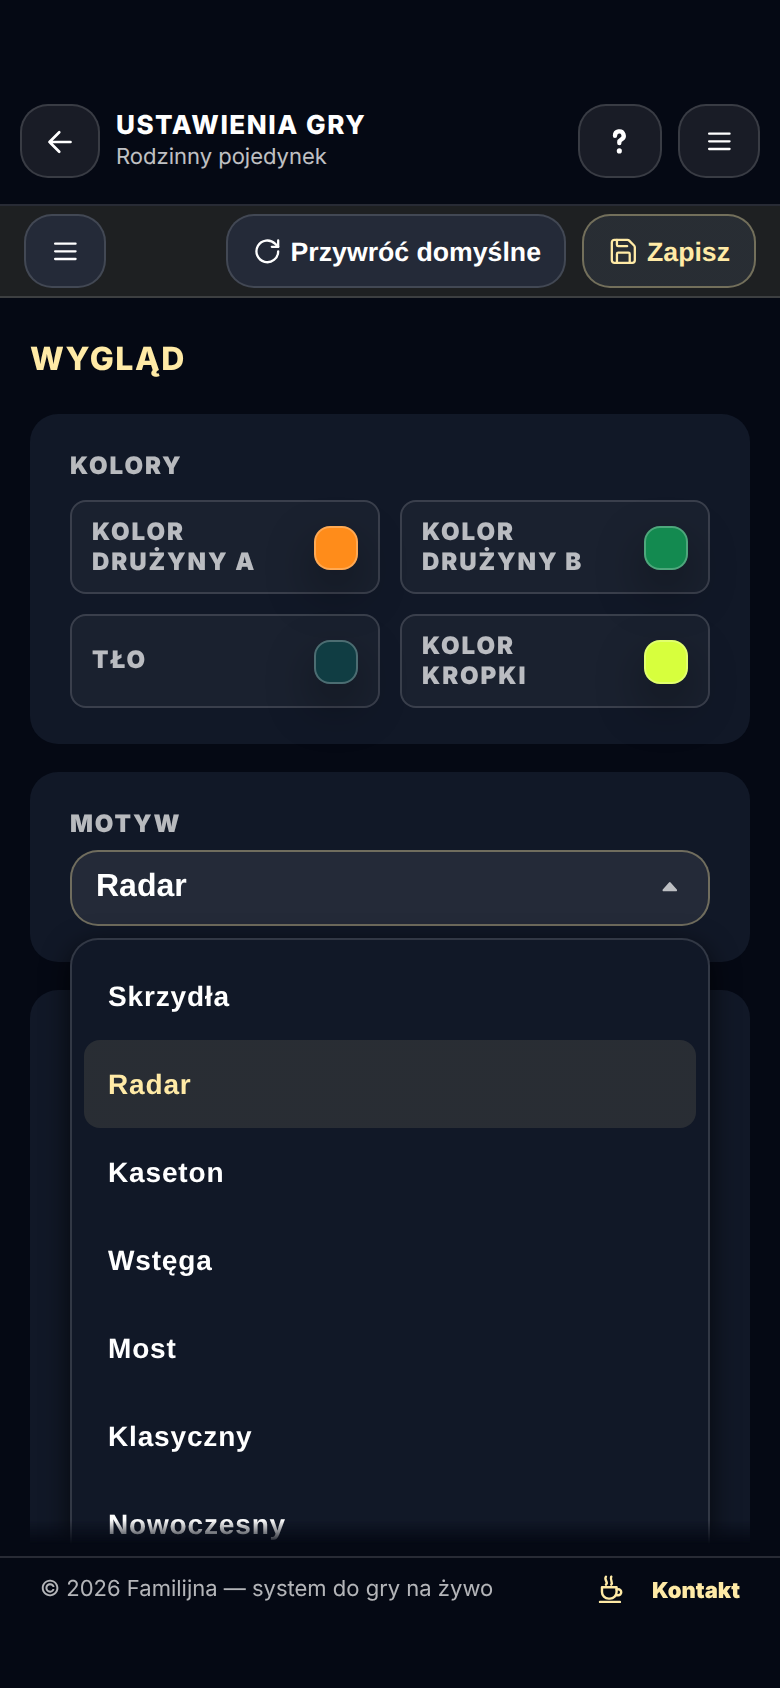 USTAWIENIA GRY
Rodzinny pojedynek
?
Przywróć domyślne
Zapisz
WYGLĄD
KOLORY
KOLOR
DRUŻYNY A
KOLOR
DRUŻYNY B
TŁO
KOLOR
KROPKI
MOTYW
Radar
Skrzydła
Radar
Kaseton
Wstęga
Most
Klasyczny
Nowoczesny
© 2026 Familijna — system do gry na żywo
Kontakt